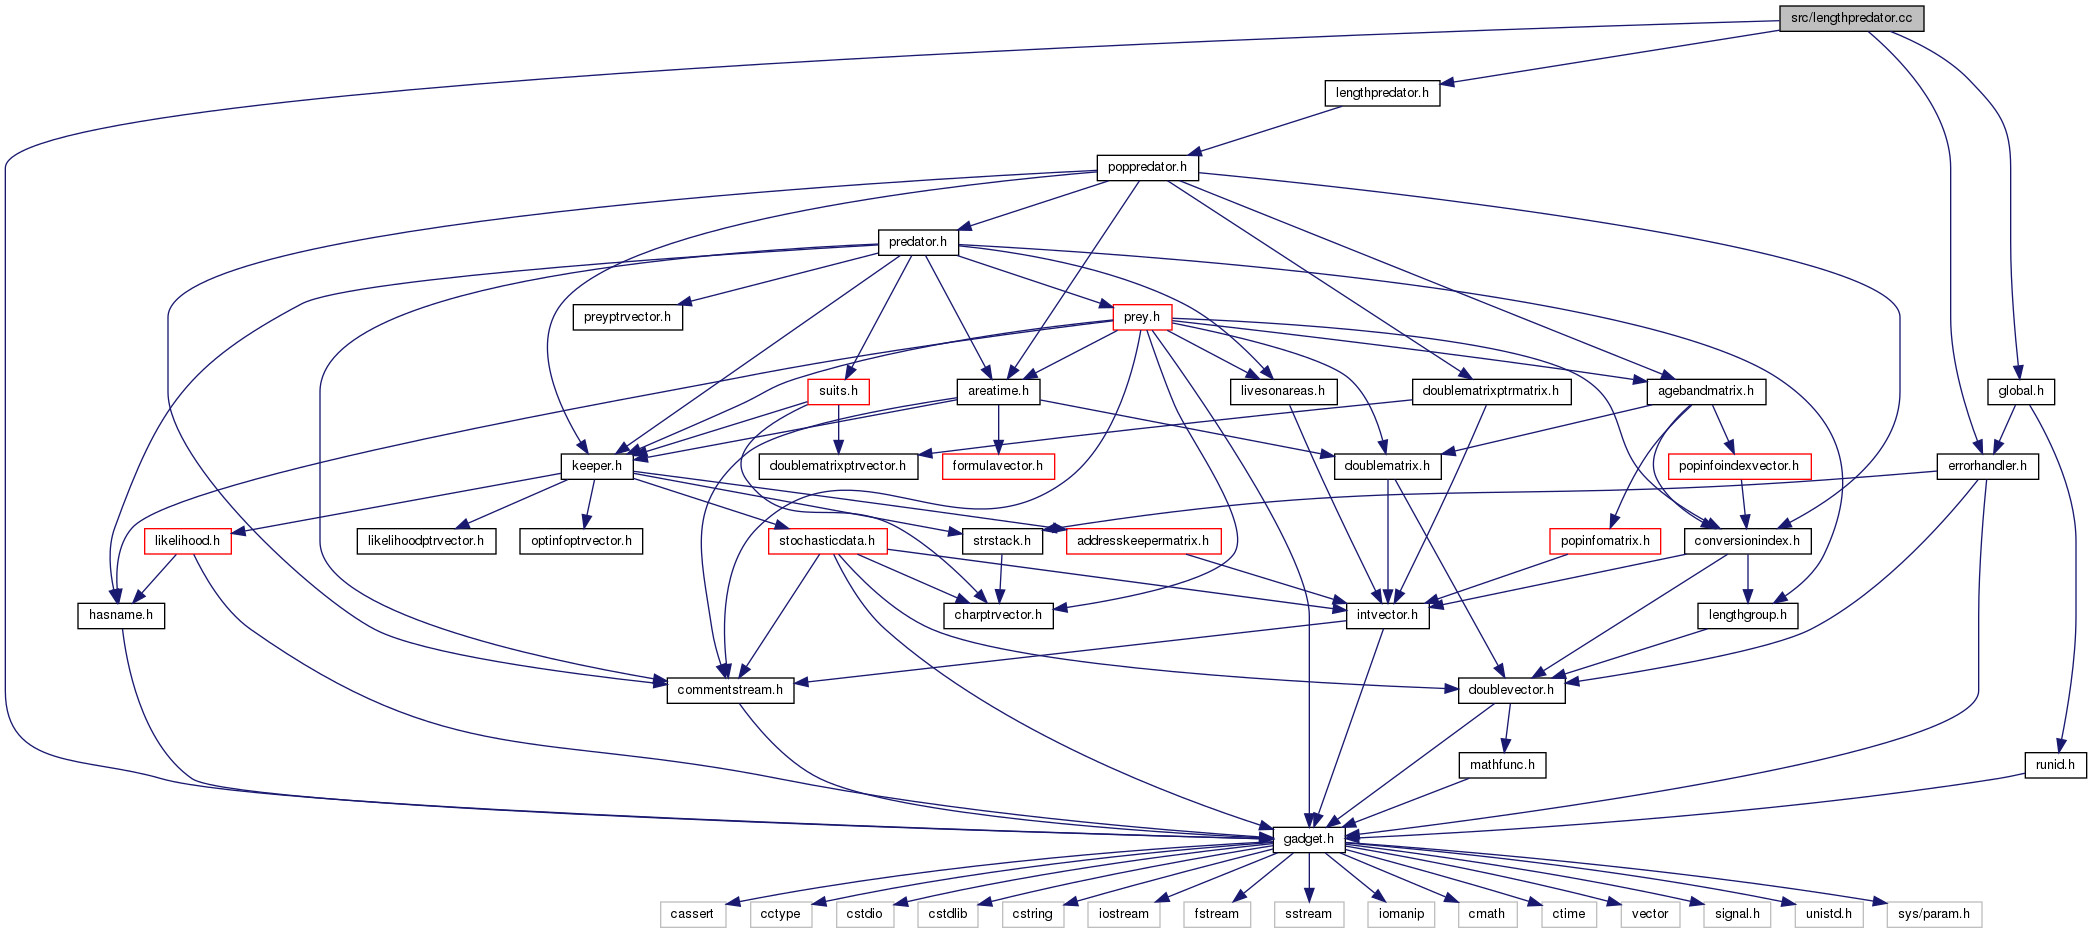 src/lengthpredator.cc
lengthpredator.h
poppredator.h
predator.h
preyptrvector.h
prey.h
suits.h
areatime.h
livesonareas.h
doublematrixptrmatrix.h
agebandmatrix.h
global.h
keeper.h
doublematrixptrvector.h
formulavector.h
doublematrix.h
popinfoindexvector.h
errorhandler.h
likelihood.h
likelihoodptrvector.h
optinfoptrvector.h
stochasticdata.h
strstack.h
addresskeepermatrix.h
popinfomatrix.h
conversionindex.h
hasname.h
charptrvector.h
intvector.h
lengthgroup.h
commentstream.h
doublevector.h
mathfunc.h
runid.h
gadget.h
cassert
cctype
cstdio
cstdlib
cstring
iostream
fstream
sstream
iomanip
cmath
ctime
vector
signal.h
unistd.h
sys/param.h